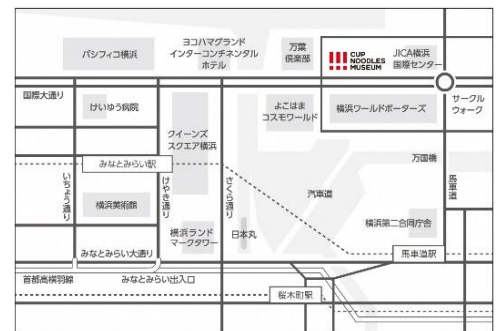 パシフィコ横浜
ヨコハマグランド
インターコンチネンタル
ホテル
万葉
倶楽部
CUP
NOODLES
MUSEUM
JICA横浜
国際センター
国際大通り
けいゆう病院
クイーンズ
スクエア横浜
よこはま
コスモワールド
横浜ワールドポーターズ
サークル
ウォーク
みなとみらい駅
万国橋
いちょう通り
けやき通り
さくら通り
馬車道
横浜美術館
汽車道
横浜ランド
マークタワー
日本丸
横浜第二合同庁舎
みなとみらい大通り
馬車道駅
首都高横羽線
みなとみらい出入口
桜木町駅